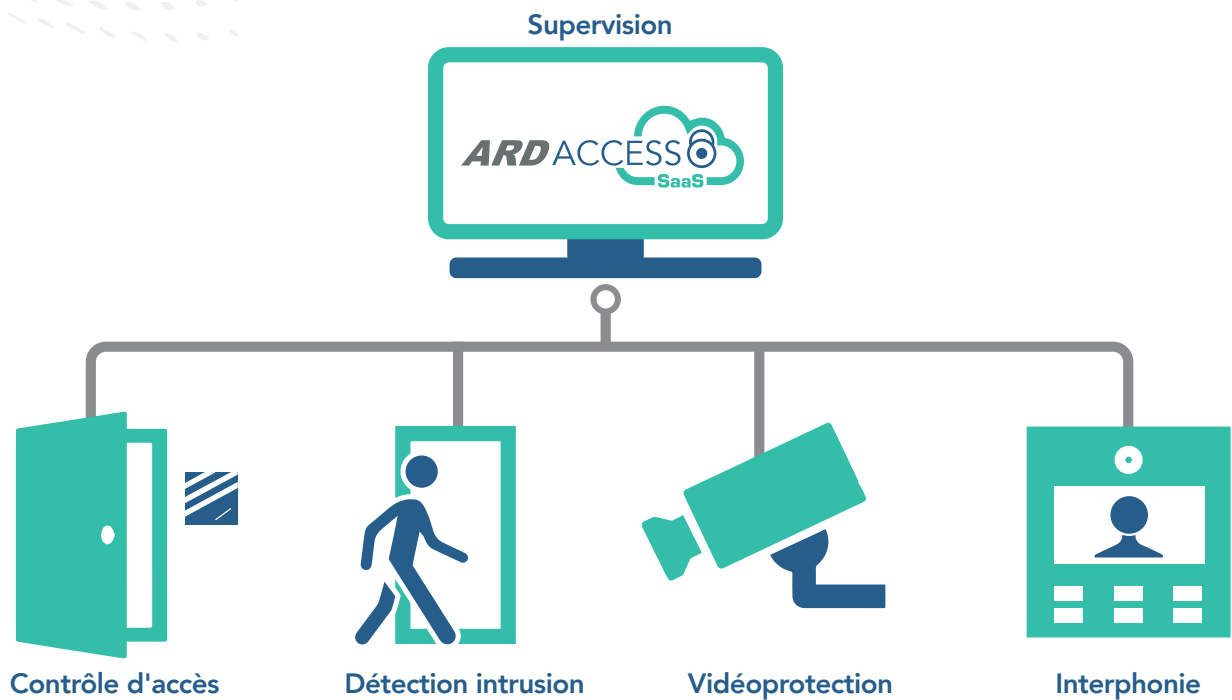 Supervision
ARD ACCESS
SaaS
Contrôle d'accès
Détection intrusion
Vidéoprotection
Interphonie